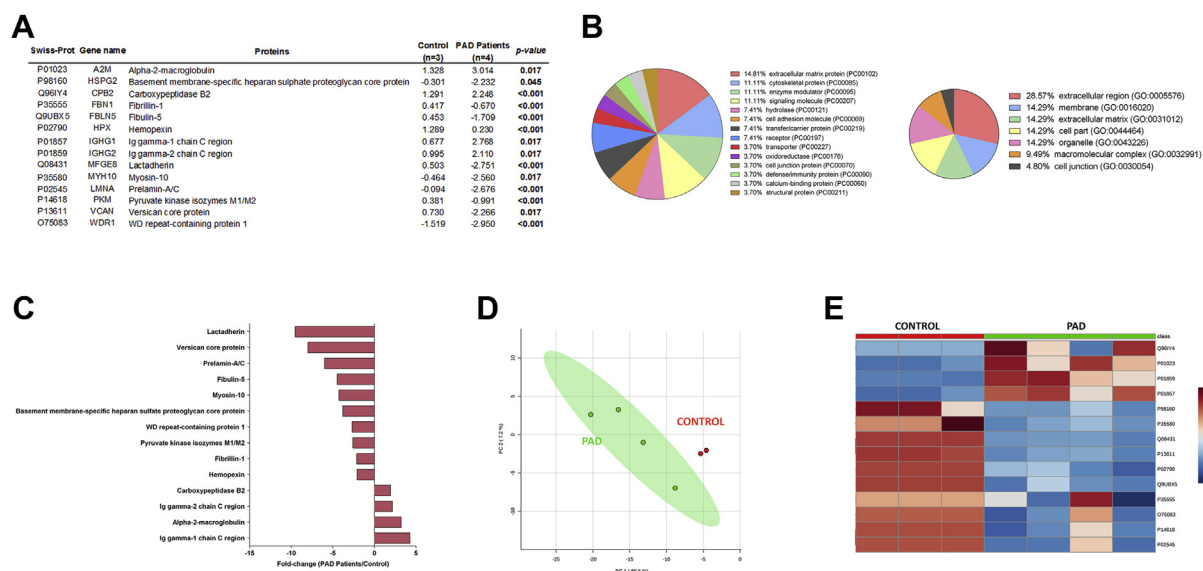 A
Swiss-Prot Gene name Proteins Control (n=3) PAD Patients (n=4) p-value
P01023 A2M Alpha-2-macroglobulin 1.328 3.014 0.017
P98160 HSPG2 Basement membrane-specific heparan sulphate proteoglycan core protein -0.301 -2.232 0.045
Q96IY4 CPB2 Carboxypeptidase B2 1.291 2.248 <0.001
P35555 FBN1 Fibrillin-1 0.417 -0.670 <0.001
Q9UBX5 FBLN5 Fibulin-5 0.453 -1.709 <0.001
P02790 HPX Hemopexin 1.289 0.230 <0.001
P01857 IGHG1 Ig gamma-1 chain C region 0.677 2.768 0.017
P01859 IGHG2 Ig gamma-2 chain C region 0.995 2.110 0.017
Q08431 MFGE8 Lactadherin 0.503 -2.751 <0.001
P35580 MYH10 Myosin-10 -0.464 -2.560 0.017
P02545 LMNA Prelamin-A/C -0.094 -2.676 <0.001
P14618 PKM Pyruvate kinase isozymes M1/M2 0.381 -0.991 <0.001
P13611 VCAN Versican core protein 0.730 -2.266 0.017
O75083 WDR1 WD repeat-containing protein 1 -1.519 -2.950 <0.001
B
14.81% extracellular matrix protein (PC00102)
11.11% cytoskeletal protein (PC00085)
11.11% enzyme modulator (PC00095)
11.11% signaling molecule (PC00207)
7.41% hydrolase (PC00121)
7.41% cell adhesion molecule (PC00069)
7.41% transfer/carrier protein (PC00219)
7.41% receptor (PC00197)
3.70% transporter (PC00227)
3.70% oxidoreductase (PC00176)
3.70% cell junction protein (PC00070)
3.70% defense/immunity protein (PC00090)
3.70% calcium-binding protein (PC00060)
3.70% structural protein (PC00211)
28.57% extracellular region (GO:0005576)
14.29% membrane (GO:0016020)
14.29% extracellular matrix (GO:0031012)
14.29% cell part (GO:0044464)
14.29% organelle (GO:0043226)
9.49% macromolecular complex (GO:0032991)
4.80% cell junction (GO:0030054)
C
Lactadherin
Versican core protein
Prelamin-A/C
Fibulin-5
Myosin-10
Basement membrane-specific heparan sulfate proteoglycan core protein
WD repeat-containing protein 1
Pyruvate kinase isozymes M1/M2
Fibrillin-1
Hemopexin
Carboxypeptidase B2
Ig gamma-2 chain C region
Alpha-2-macroglobulin
Ig gamma-1 chain C region
-15 -10 -5 0 5
Fold-change (PAD Patients/Control)
D
PC 2 ( 7.2 %)
10
5
0
-5
-10
PAD
CONTROL
-25 -20 -15 -10 -5 0
E
CONTROL PAD
class
Q96IY4
P01023
P01859
P01857
P98160
P35580
Q08431
P13611
P02790
Q9UBX5
P35555
O75083
P14618
P02545